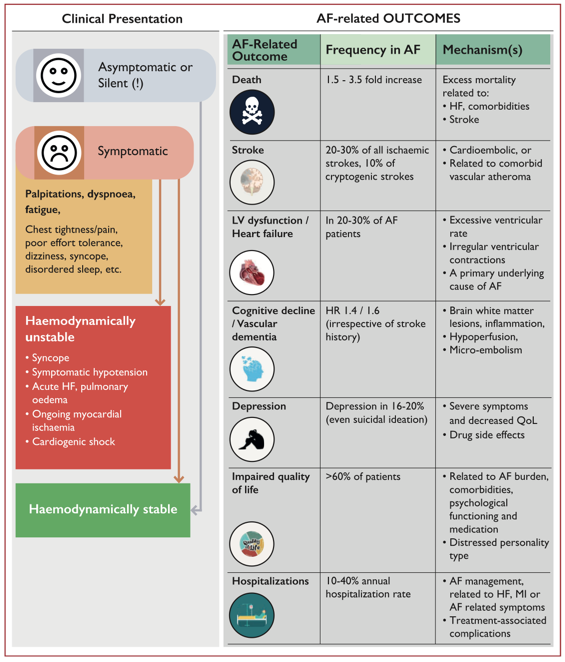 Clinical Presentation
Asymptomatic or
Silent (!)
Symptomatic
Palpitations, dyspnoea,
fatigue,
Chest tightness/pain,
poor effort tolerance,
dizziness, syncope,
disordered sleep, etc.
Haemodynamically
unstable
• Syncope
• Symptomatic hypotension
• Acute HF, pulmonary
oedema
• Ongoing myocardial
ischaemia
• Cardiogenic shock
Haemodynamically stable
AF-related OUTCOMES
AF-Related
Outcome
Frequency in AF
Mechanism(s)
Death
1.5 - 3.5 fold increase
Excess mortality
related to:
• HF, comorbidities
• Stroke
Stroke
20-30% of all ischaemic
strokes, 10% of
cryptogenic strokes
• Cardioembolic, or
• Related to comorbid
vascular atheroma
LV dysfunction /
Heart failure
In 20-30% of AF
patients
• Excessive ventricular
rate
• Irregular ventricular
contractions
• A primary underlying
cause of AF
Cognitive decline
/ Vascular
dementia
HR 1.4 / 1.6
(irrespective of stroke
history)
• Brain white matter
lesions, inflammation,
• Hypoperfusion,
• Micro-embolism
Depression
Depression in 16-20%
(even suicidal ideation)
• Severe symptoms
and decreased QoL
• Drug side effects
Impaired quality
of life
>60% of patients
• Related to AF burden,
comorbidities,
psychological
functioning and
medication
• Distressed personality
type
Hospitalizations
10-40% annual
hospitalization rate
• AF management,
related to HF, MI or
AF related symptoms
• Treatment-associated
complications